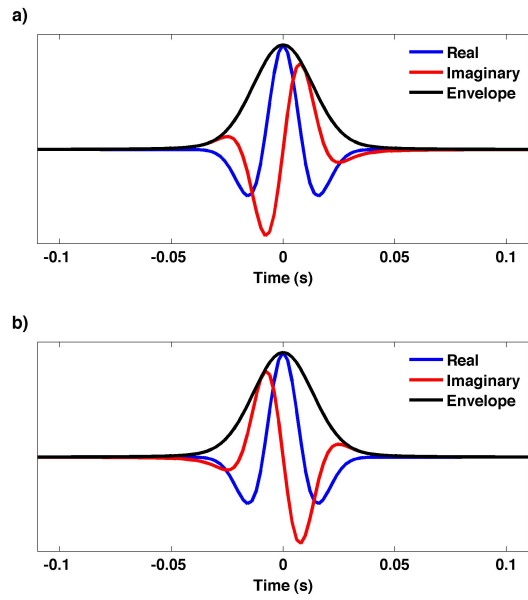 a)
Real
Imaginary
Envelope
-0.1 -0.05 0 0.05 0.1
Time (s)
b)
Real
Imaginary
Envelope
-0.1 -0.05 0 0.05 0.1
Time (s)